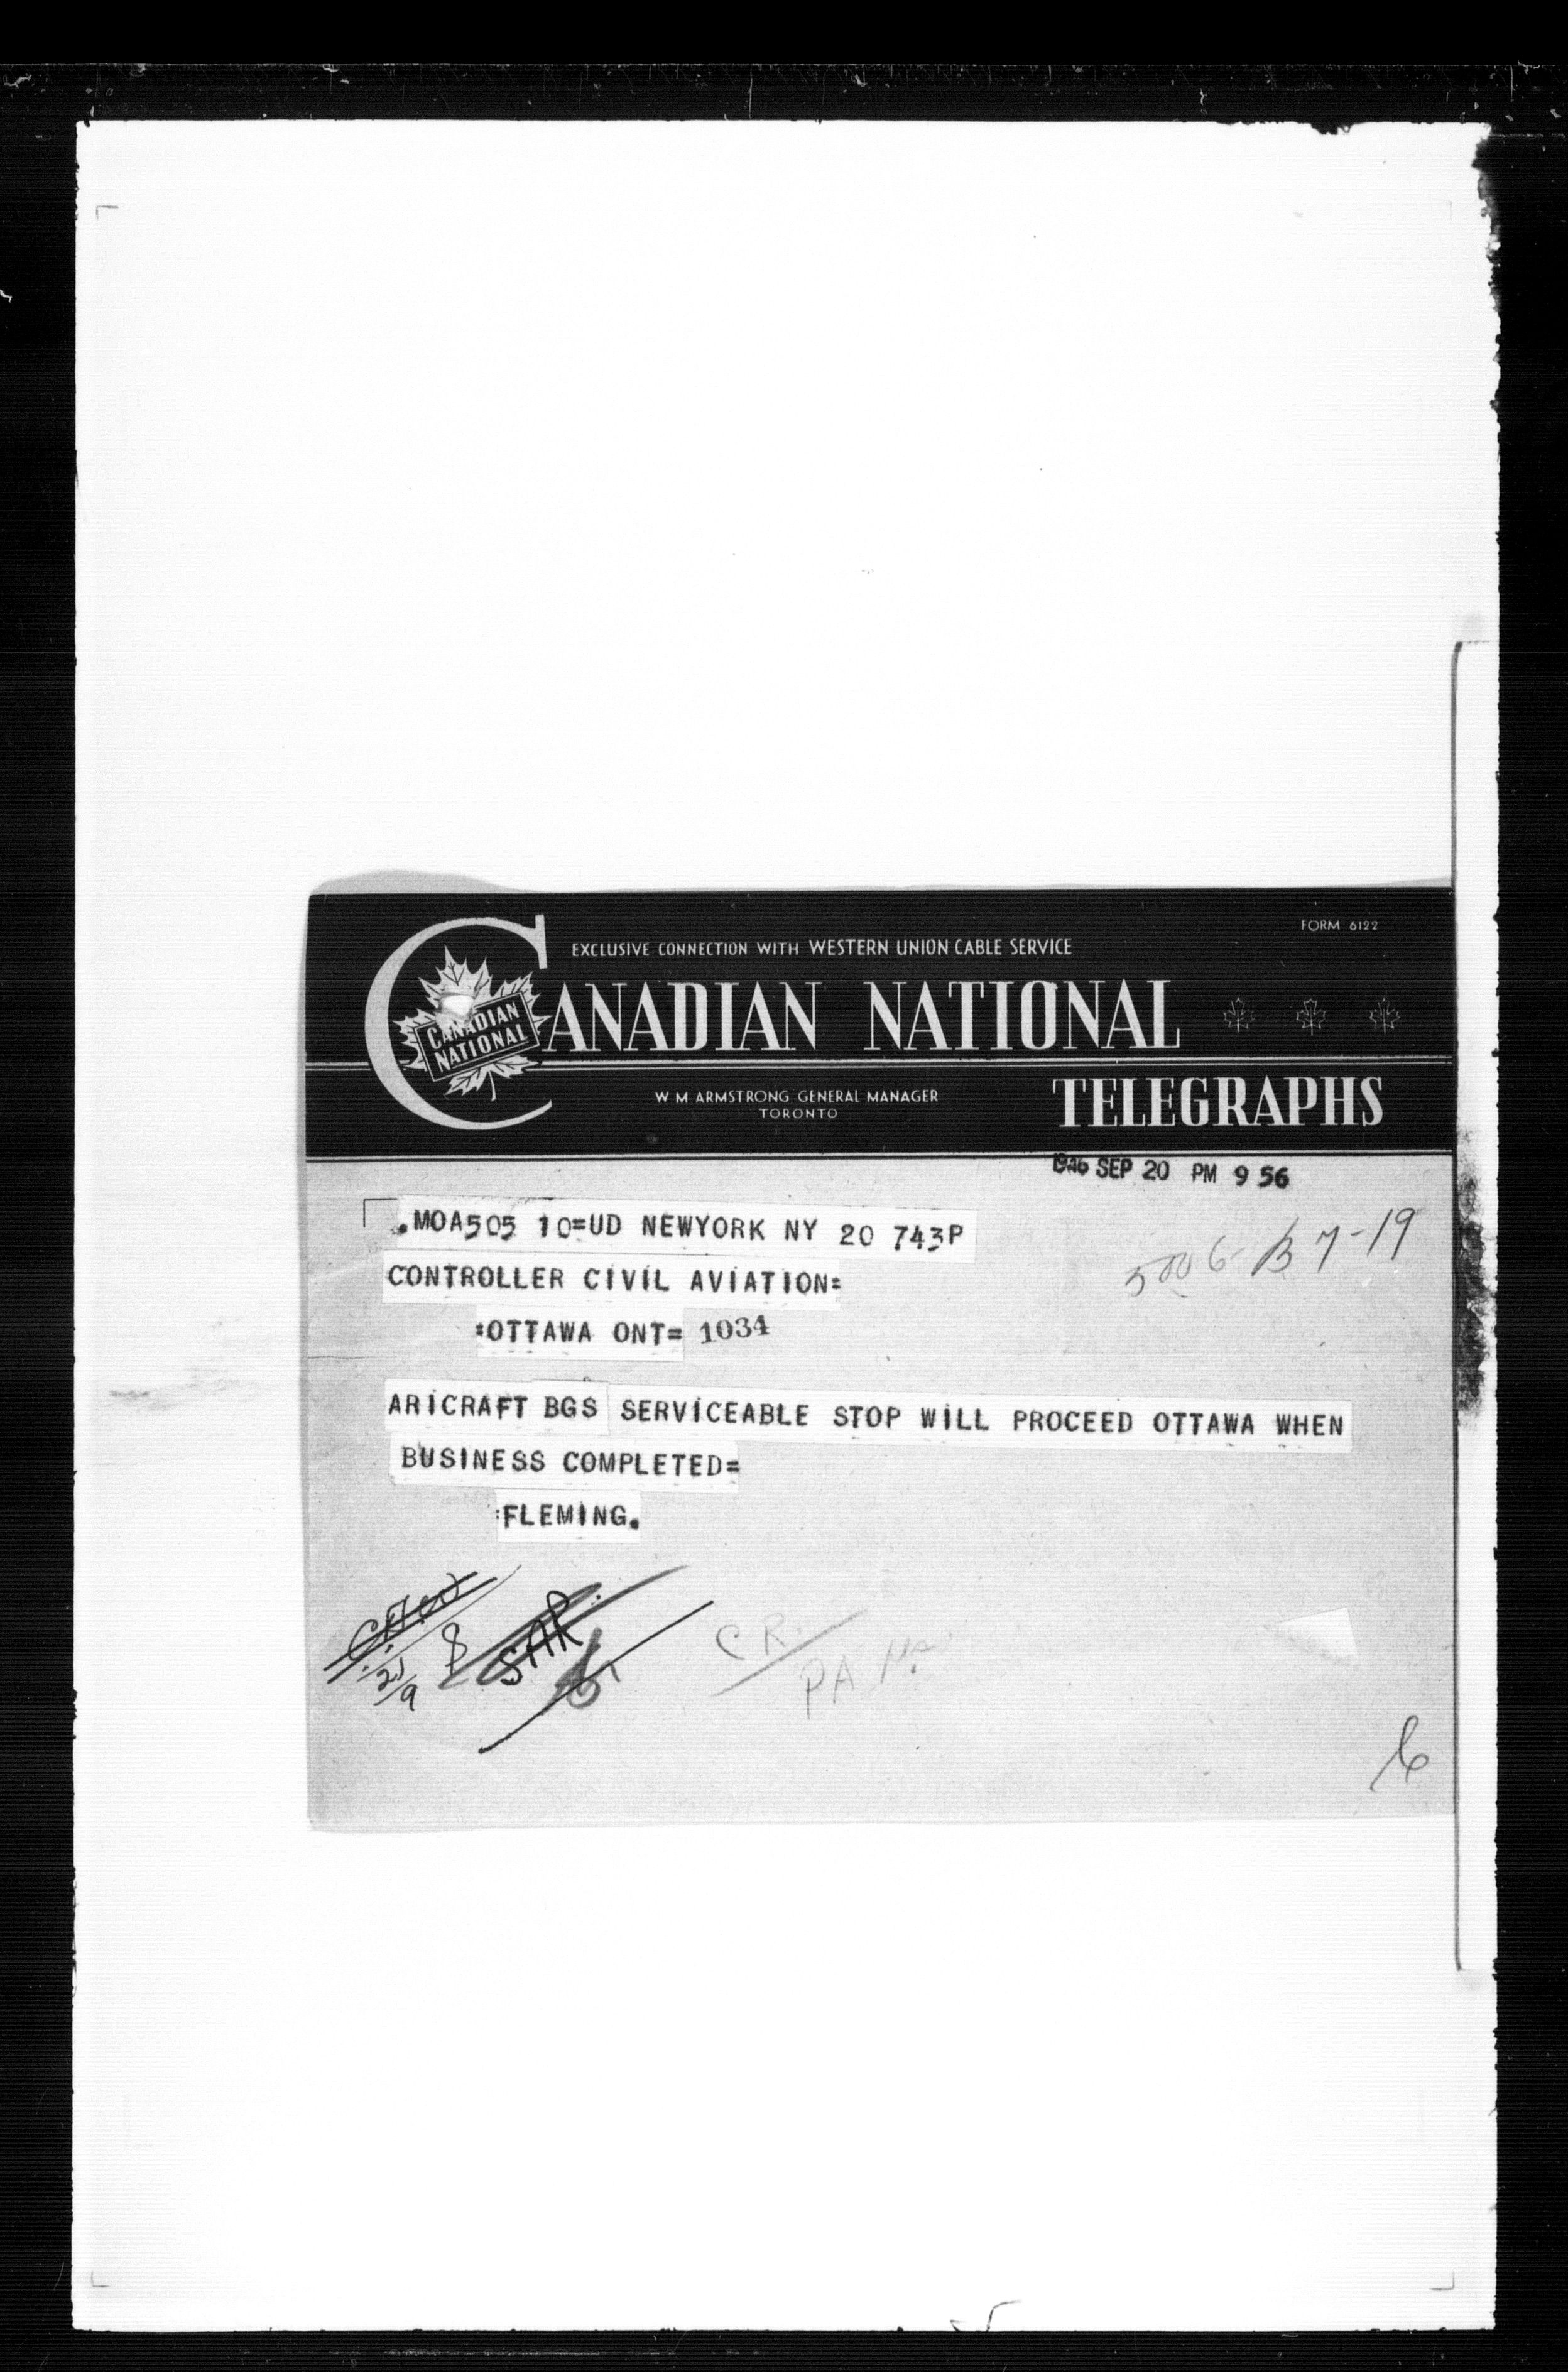 FORM 6122
EXCLUSIVE CONNECTION WITH WESTERN UNION CABLE SERVICE
CANADIAN NATIONAL
CANADIAN
NATIONAL
TELEGRAPHS
W M ARMSTRONG GENERAL MANAGER
TORONTO
1946 SEP 20 PM 9 56
.MOA505 10=UD NEWYORK NY 20 743P
5006-B7-19
CONTROLLER CIVIL AVIATION=
=OTTAWA ONT= 1034
ARICRAFT BGS SERVICEABLE STOP WILL PROCEED OTTAWA WHEN
BUSINESS COMPLETED=
=FLEMING.
21/9
SAR
CR.
PA